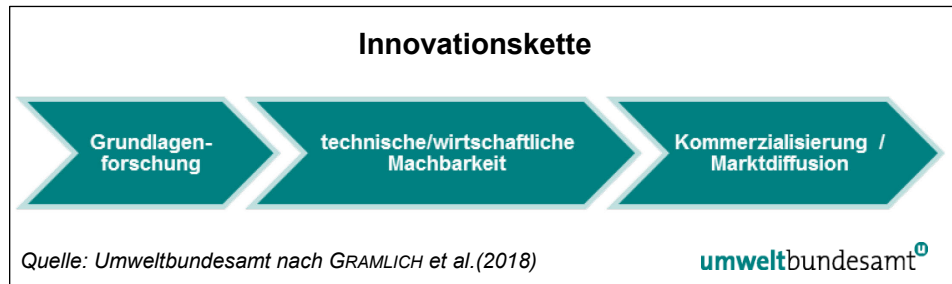 Innovationskette
Grundlagen-
forschung
technische/wirtschaftliche
Machbarkeit
Kommerzialisierung /
Marktdiffusion
Quelle: Umweltbundesamt nach GRAMLICH et al.(2018)
umweltbundesamt